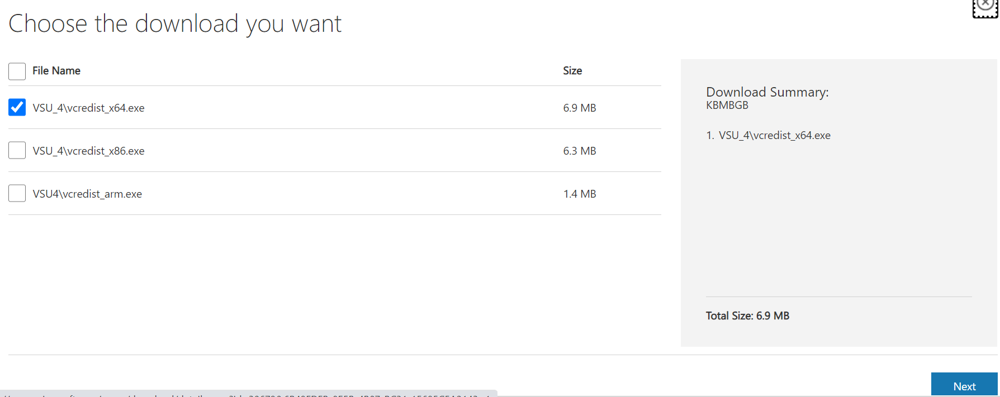 Choose the download you want
File Name Size
VSU_4\vcredist_x64.exe 6.9 MB
VSU_4\vcredist_x86.exe 6.3 MB
VSU4\vcredist_arm.exe 1.4 MB
Download Summary:
KBMBGB
1. VSU_4\vcredist_x64.exe
Total Size: 6.9 MB
Next